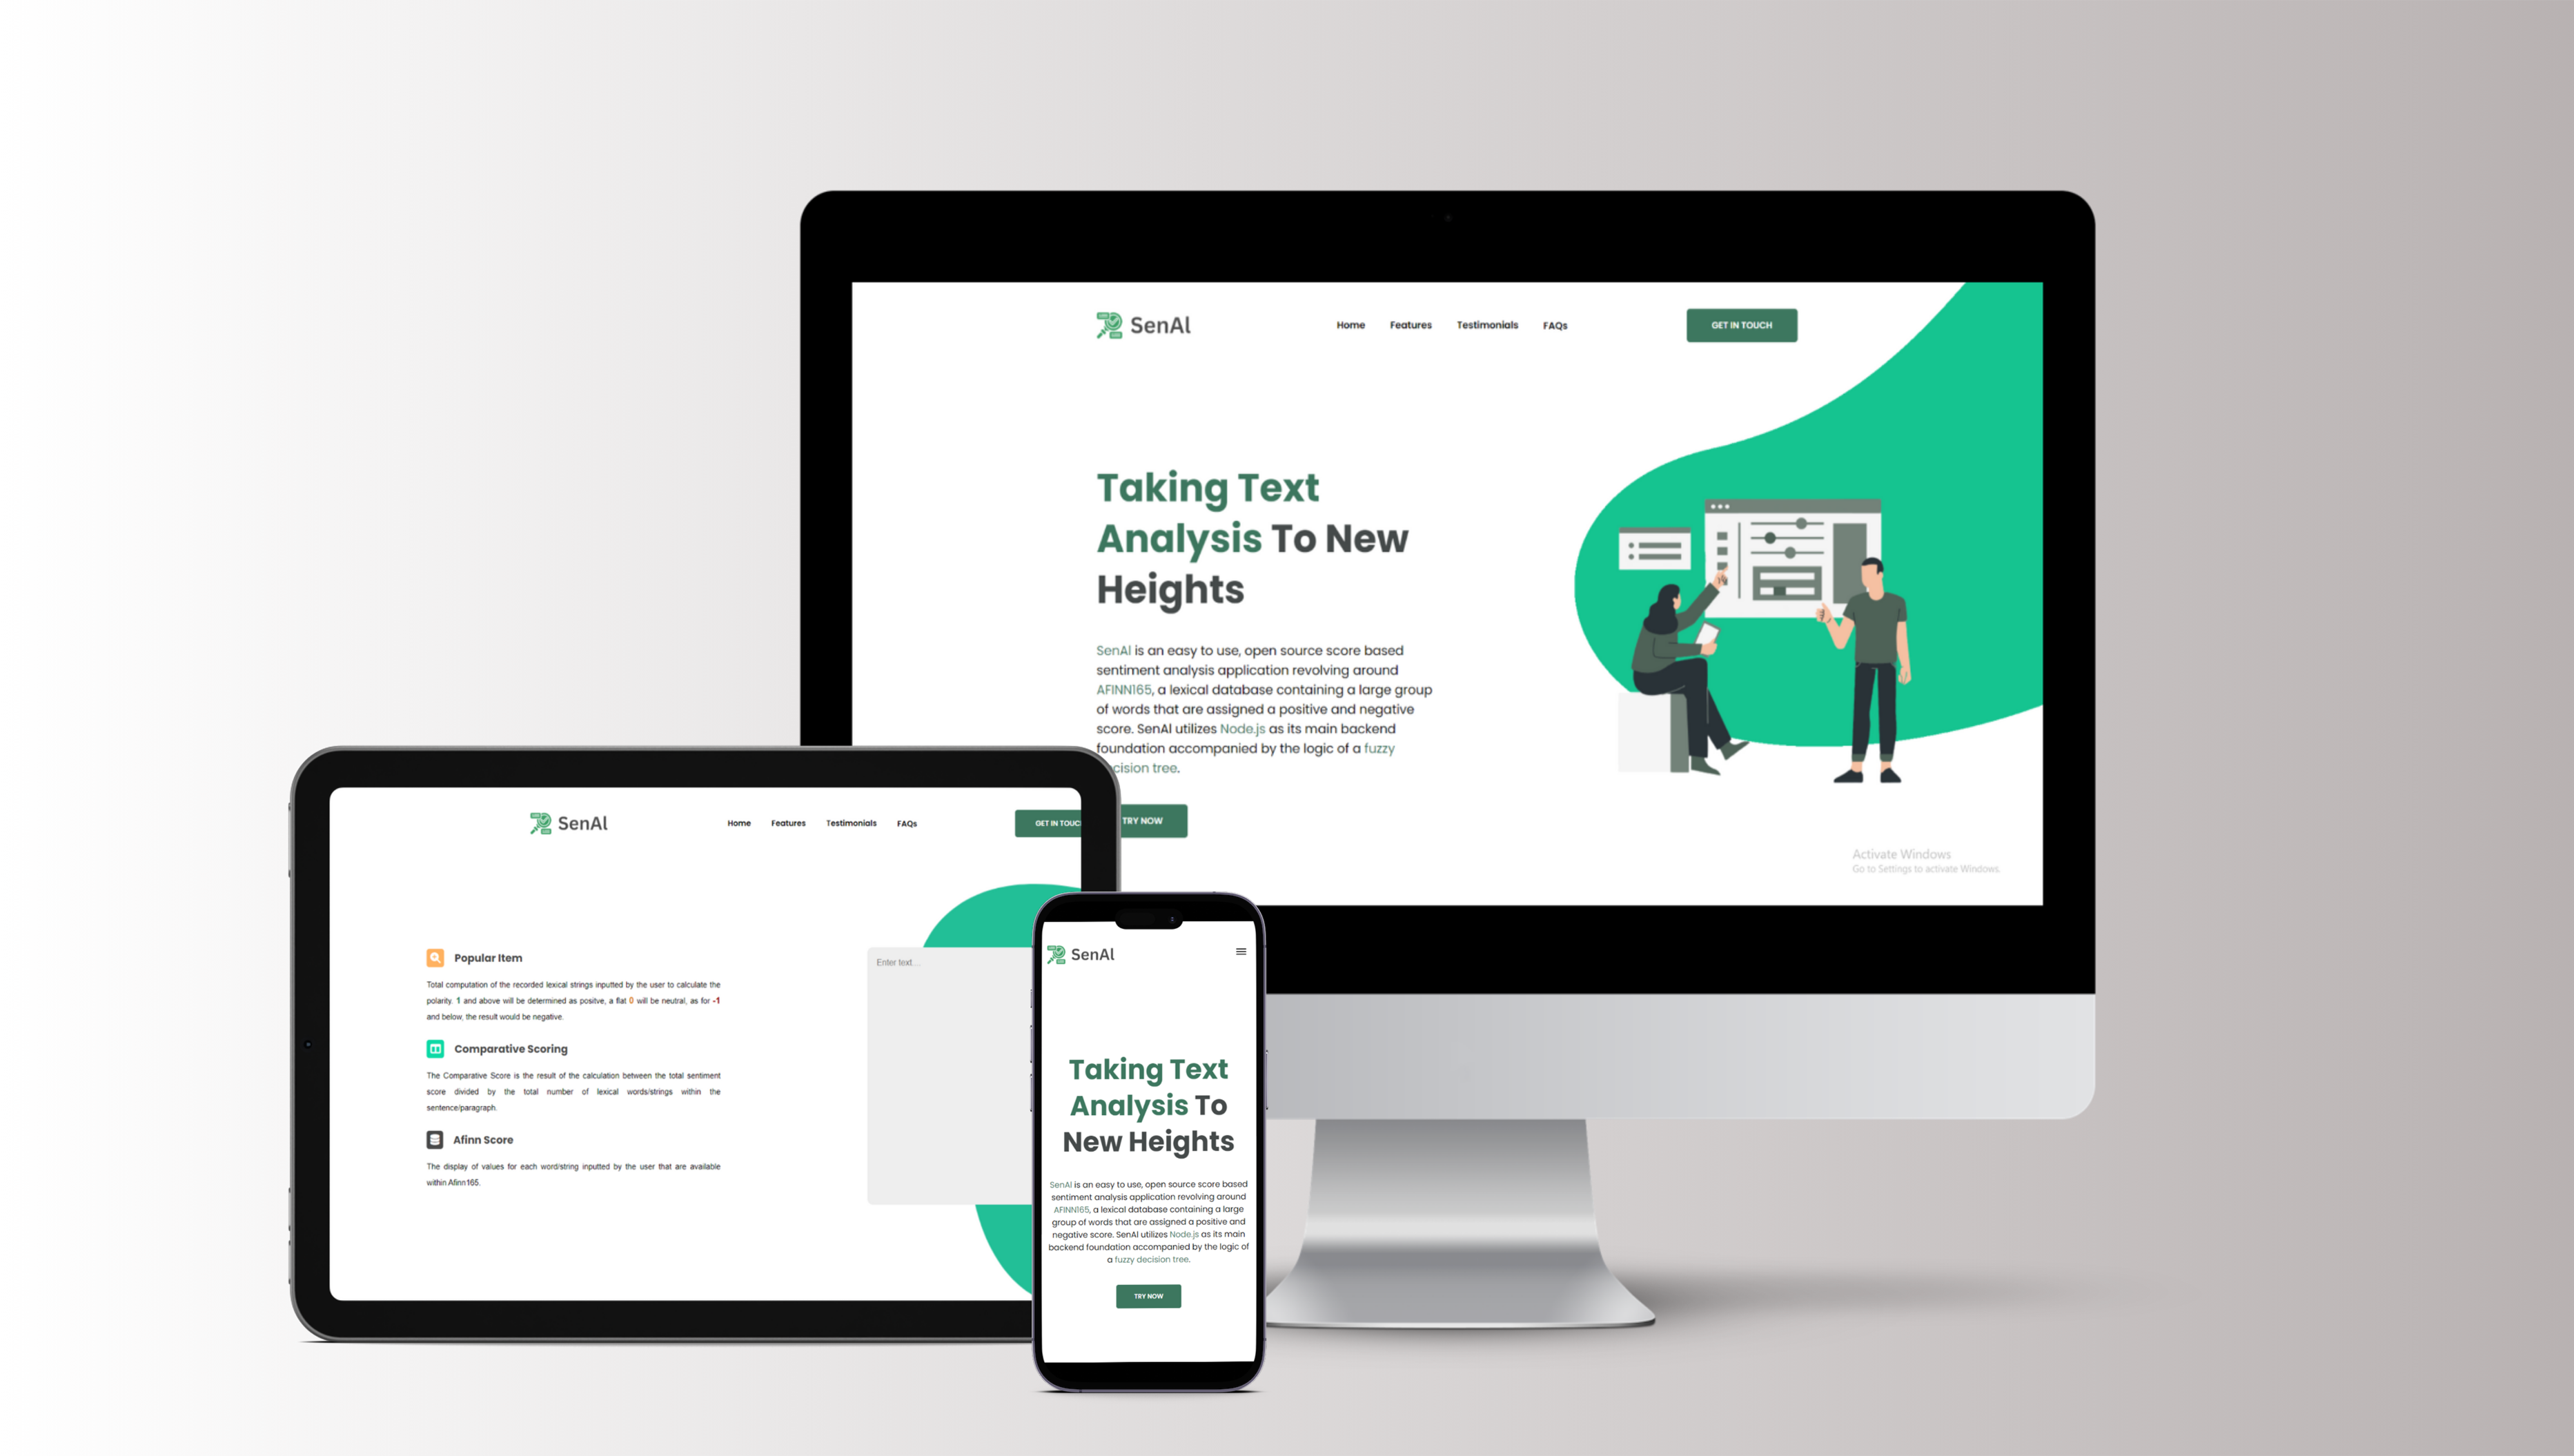 SenAl
Home Features Testimonials FAQs
GET IN TOUCH
Taking Text
Analysis To New
Heights
SenAl is an easy to use, open source score based
sentiment analysis application revolving around
AFINN165, a lexical database containing a large group
of words that are assigned a positive and negative
score. SenAl utilizes Node.js as its main backend
foundation accompanied by the logic of a fuzzy
cision tree.
TRY NOW
Activate Windows
Go to Settings to activate Windows.
SenAl
Home Features Testimonials FAQs
GET IN TOUC
Popular Item
Total computation of the recorded lexical strings inputted by the user to calculate the
polarity. 1 and above will be determined as positve, a flat 0 will be neutral, as for -1
and below, the result would be negative.
Comparative Scoring
The Comparative Score is the result of the calculation between the total sentiment
score divided by the total number of lexical words/strings within the
sentence/paragraph.
Afinn Score
The display of values for each word/string inputted by the user that are available
within Afinn165.
Enter text...
SenAl
Taking Text
Analysis To
New Heights
SenAl is an easy to use, open source score based
sentiment analysis application revolving around
AFINN165, a lexical database containing a large
group of words that are assigned a positive and
negative score. SenAl utilizes Node.js as its main
backend foundation accompanied by the logic of
a fuzzy decision tree.
TRY NOW